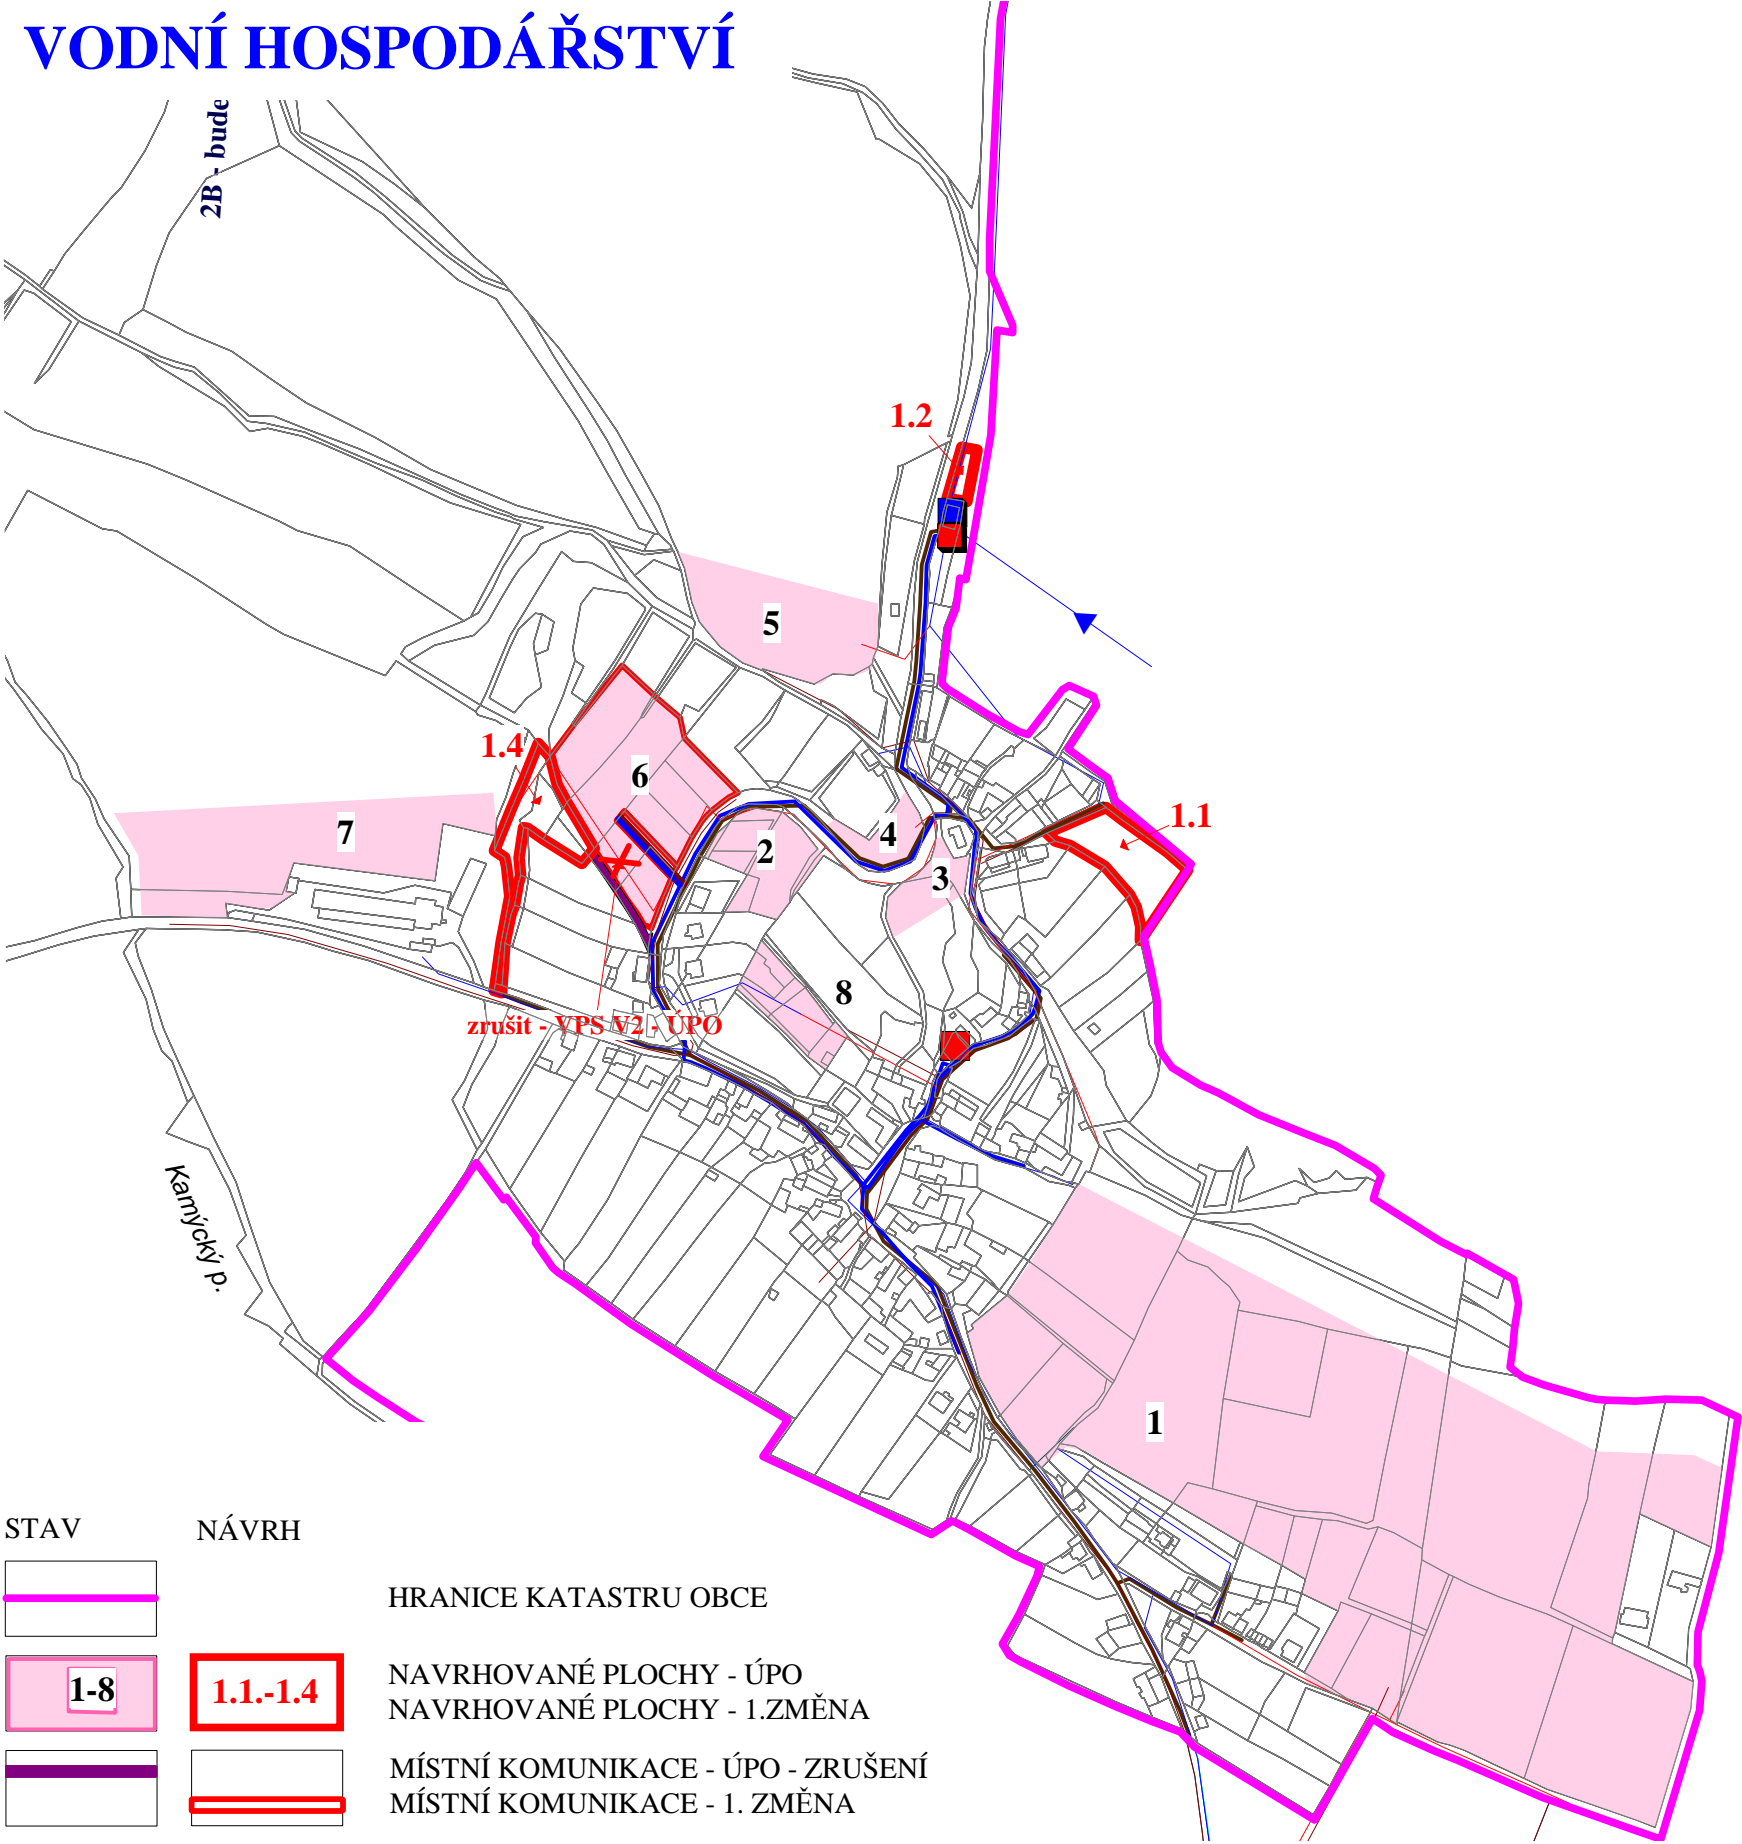 VODNÍ HOSPODÁŘSTVÍ
2B - bude
1.2
5
1.4
6
7
2
4
3
1.1
8
zrušit - VPS V2 - ÚPO
Kamýcký p.
1
STAV NÁVRH
HRANICE KATASTRU OBCE
1-8 1.1.-1.4 NAVRHOVANÉ PLOCHY - ÚPO
NAVRHOVANÉ PLOCHY - 1.ZMĚNA
MÍSTNÍ KOMUNIKACE - ÚPO - ZRUŠENÍ
MÍSTNÍ KOMUNIKACE - 1. ZMĚNA